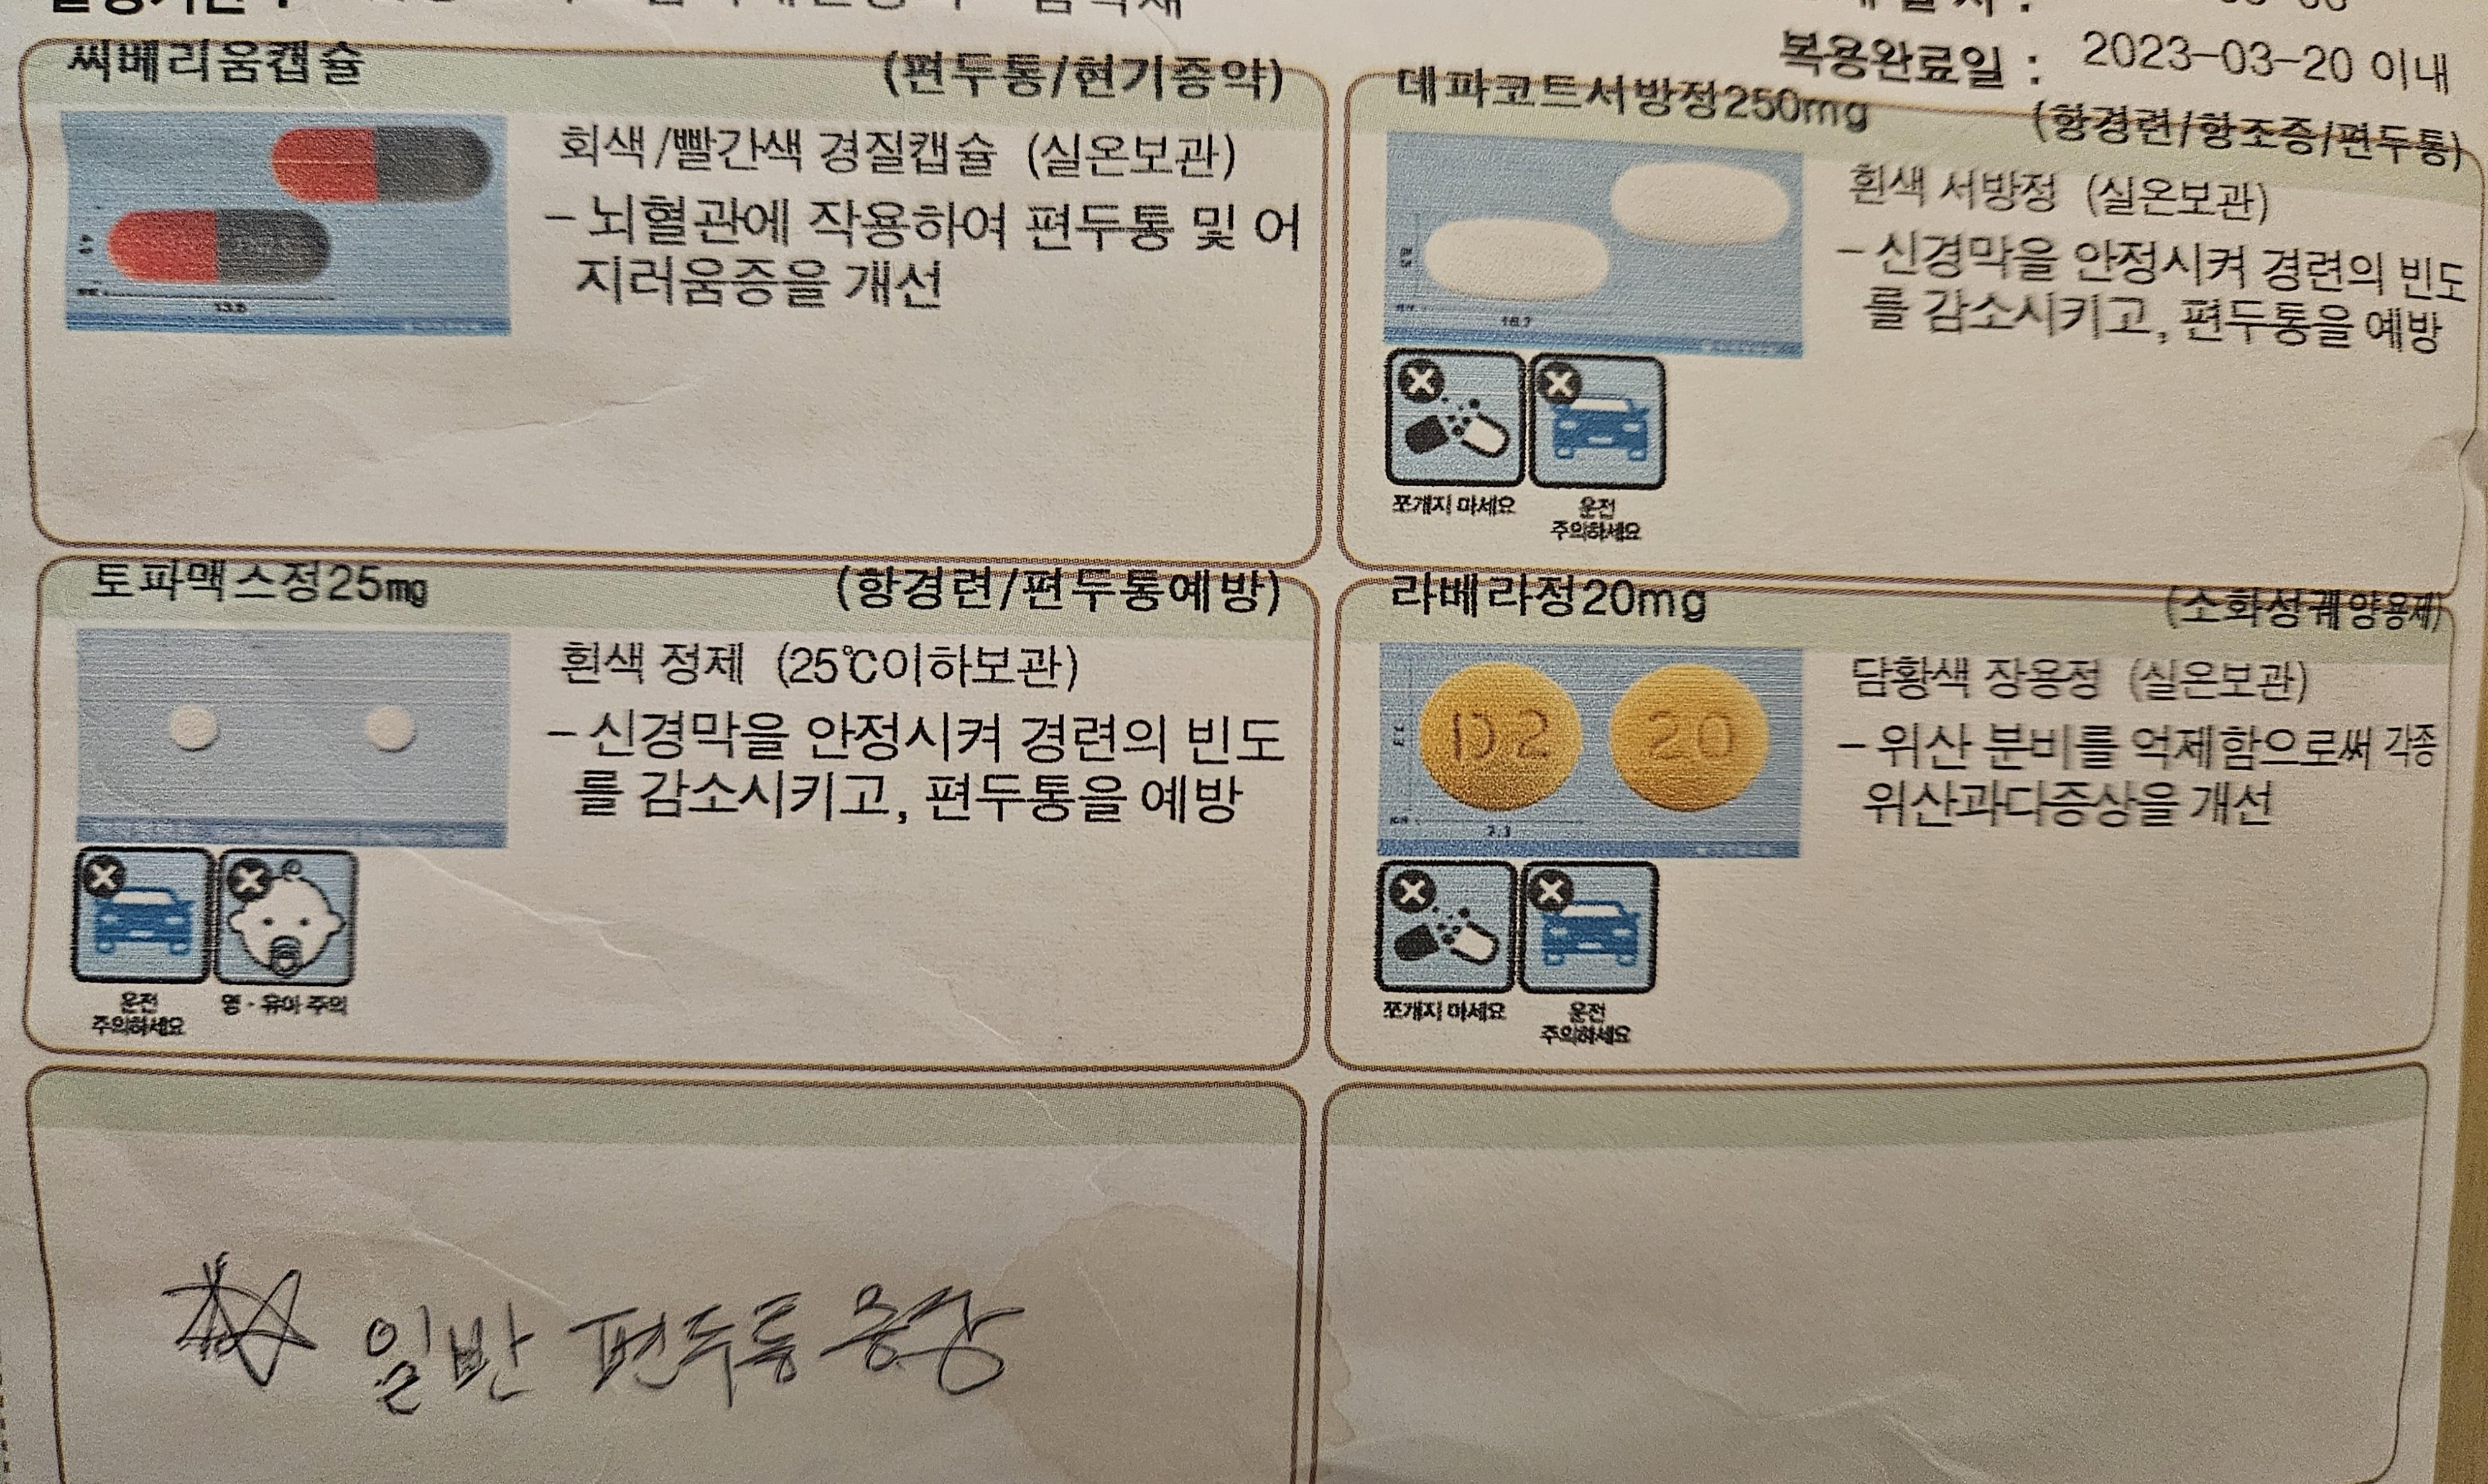 복용완료일 : 2023-03-20 이내
씨베리움캡슐 (편두통/현기증약)
회색/빨간색 경질캡슐 (실온보관)
- 뇌혈관에 작용하여 편두통 및 어
지러움증을 개선
13.8
데파코트서방정250mg (항경련/항조증/편두통)
흰색 서방정 (실온보관)
- 신경막을 안정시켜 경련의 빈도
를 감소시키고, 편두통을 예방
16.7
쪼개지 마세요
운전
주의하세요
토파맥스정25mg (항경련/편두통예방)
흰색 정제 (25℃이하보관)
- 신경막을 안정시켜 경련의 빈도
를 감소시키고, 편두통을 예방
운전
주의하세요
영·유아 주의
라베라정20mg (소화성궤양용제)
담황색 장용정 (실온보관)
D2 20
- 위산 분비를 억제함으로써 각종
위산과다증상을 개선
쪼개지 마세요
운전
주의하세요
일반 편두통 증상